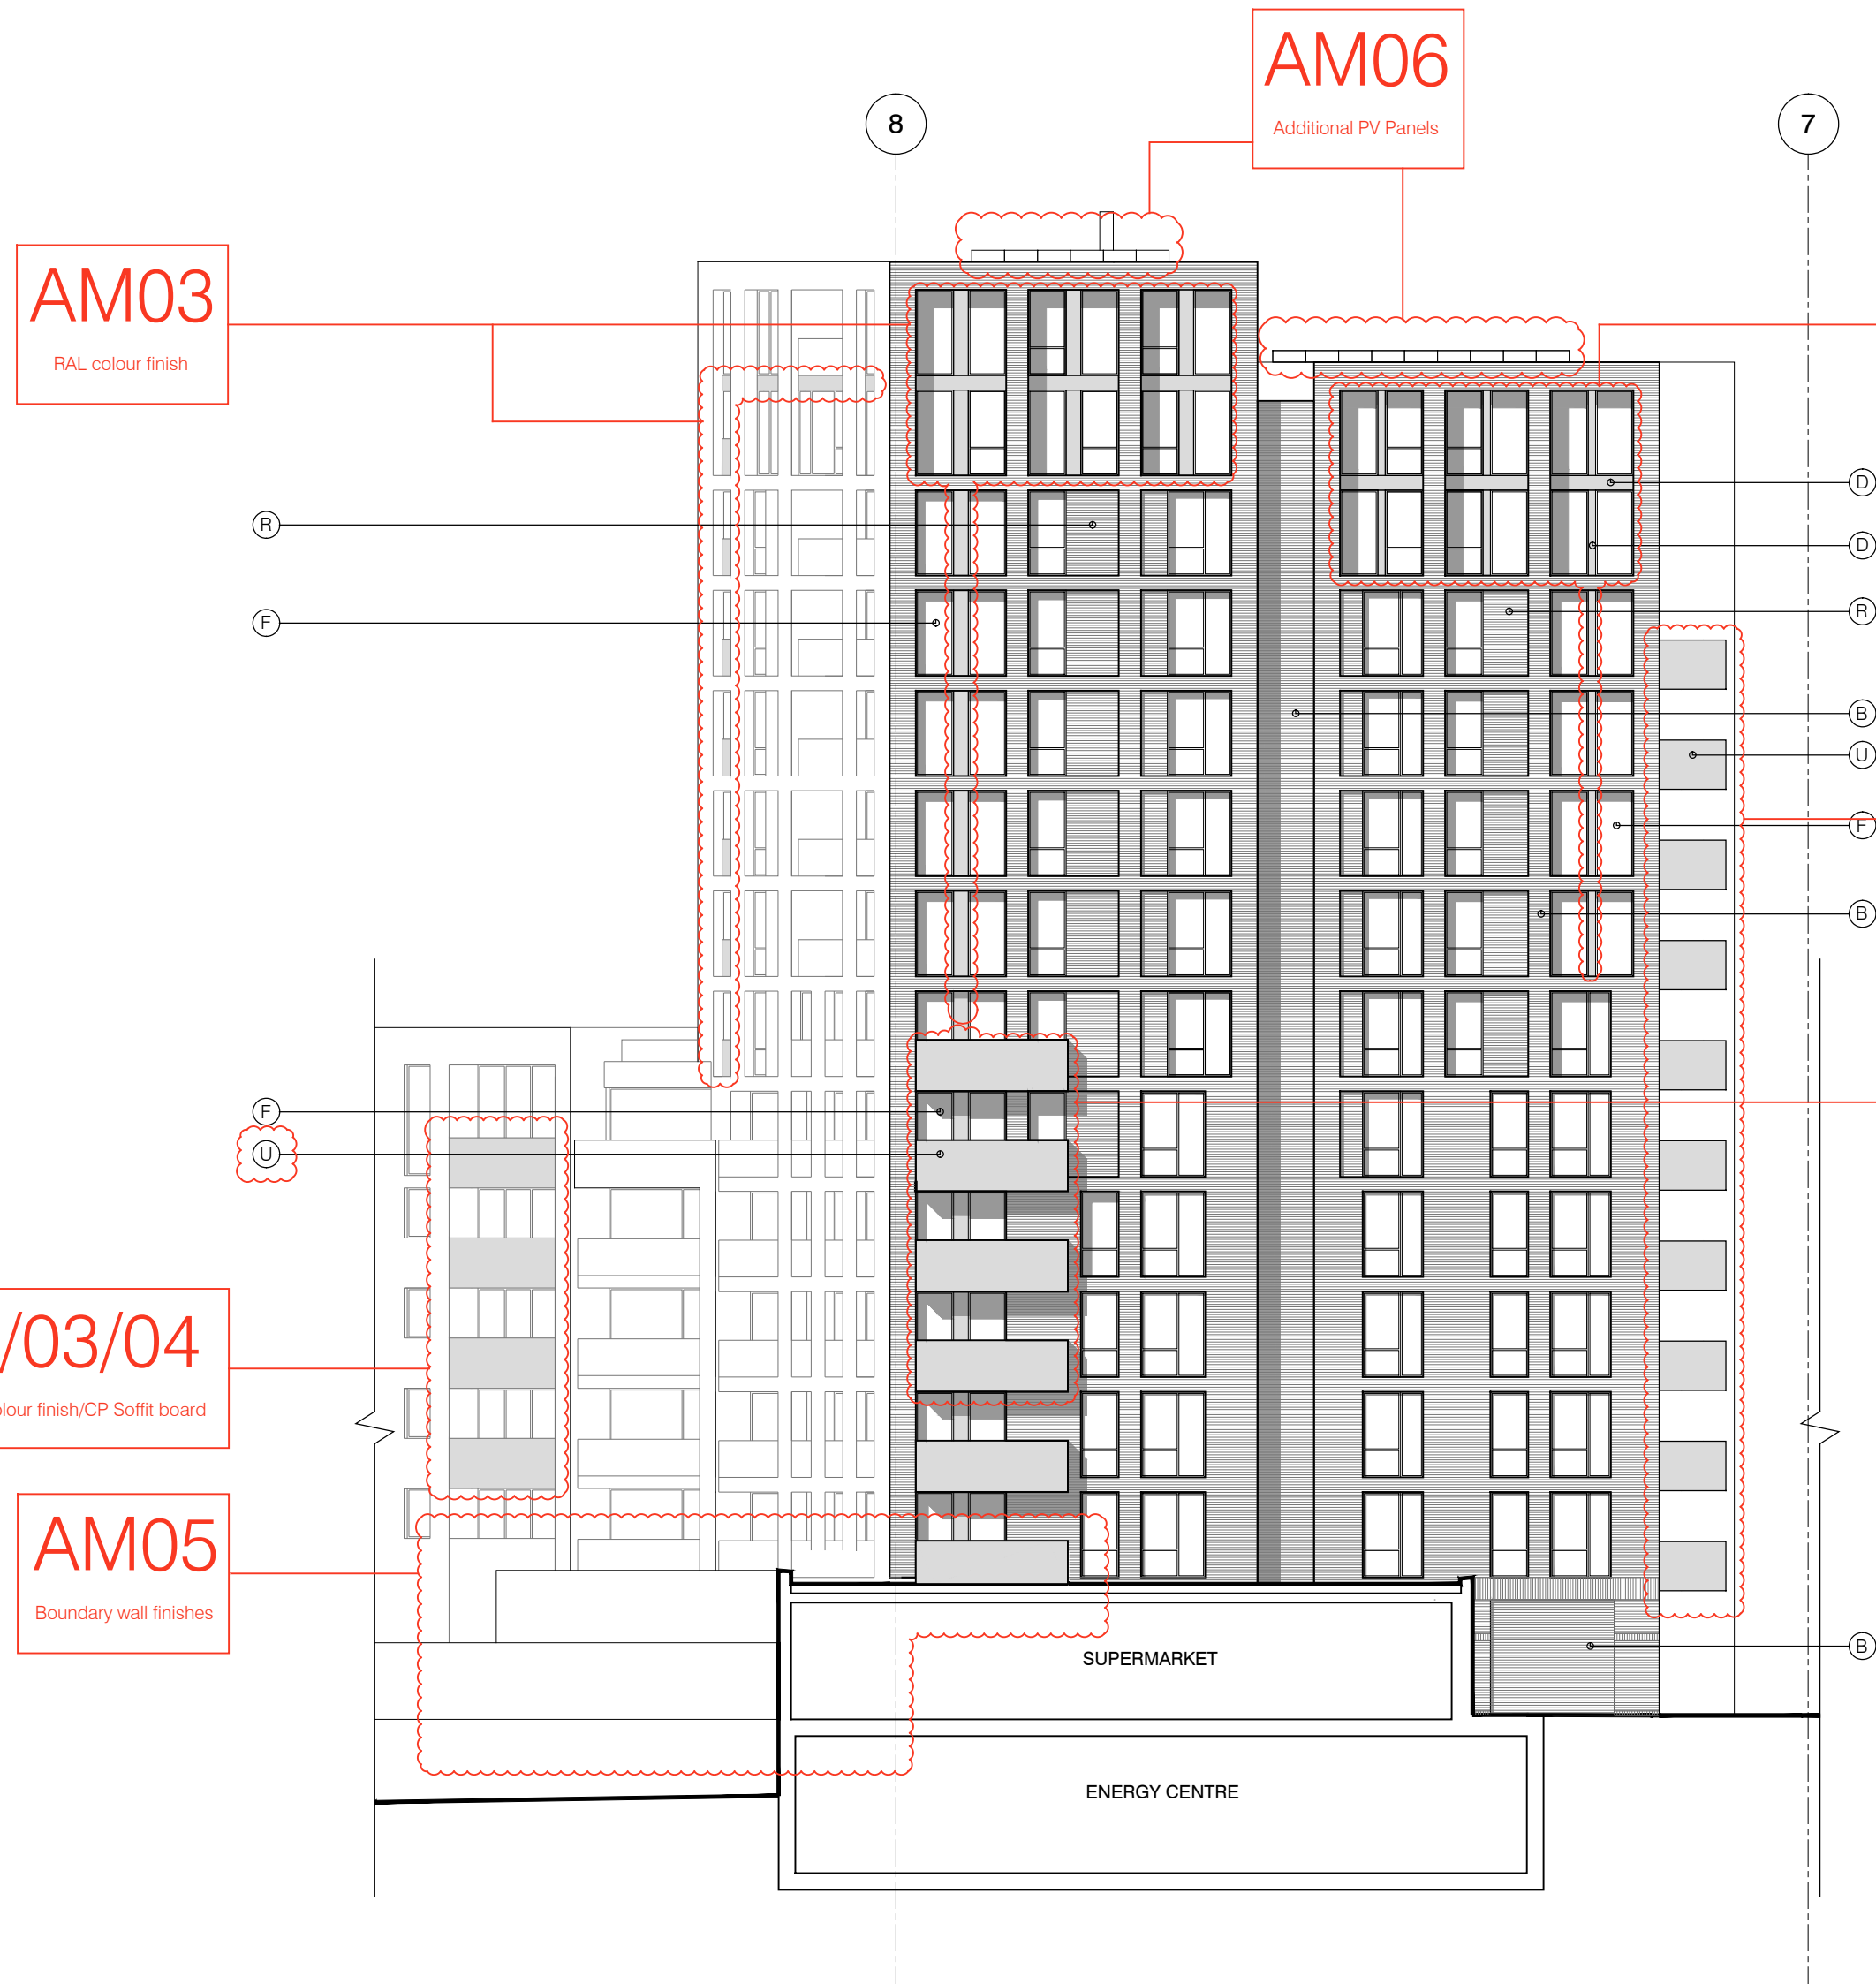 AM06
Additional PV Panels
8
7
AM03
RAL colour finish
D
R
D
R
F
B
U
F
B
F
U
/03/04
olour finish/CP Soffit board
AM05
Boundary wall finishes
SUPERMARKET
B
ENERGY CENTRE